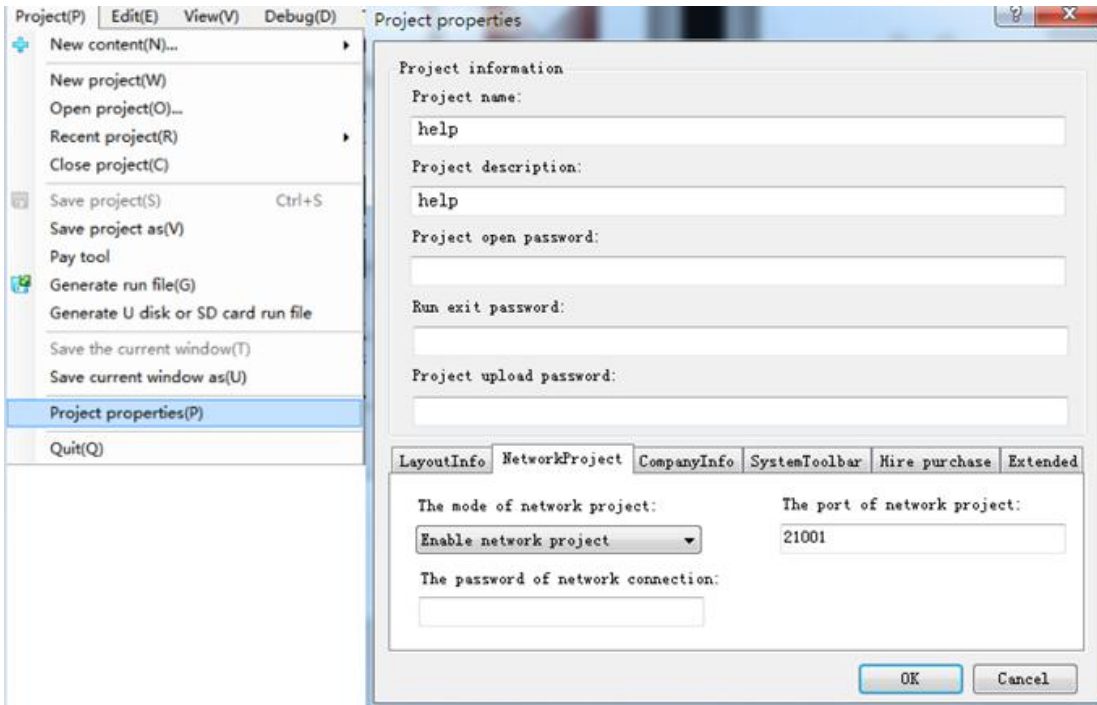 Project(P) Edit(E) View(V) Debug(D)
New content(N)...
New project(W)
Open project(O)...
Recent project(R)
Close project(C)
Save project(S) Ctrl+S
Save project as(V)
Pay tool
Generate run file(G)
Generate U disk or SD card run file
Save the current window(T)
Save current window as(U)
Project properties(P)
Quit(Q)
Project properties
Project information
Project name:
help
Project description:
help
Project open password:
Run exit password:
Project upload password:
LayoutInfo NetworkProject CompanyInfo SystemToolbar Hire purchase Extended
The mode of network project: The port of network project:
Enable network project 21001
The password of network connection:
OK Cancel